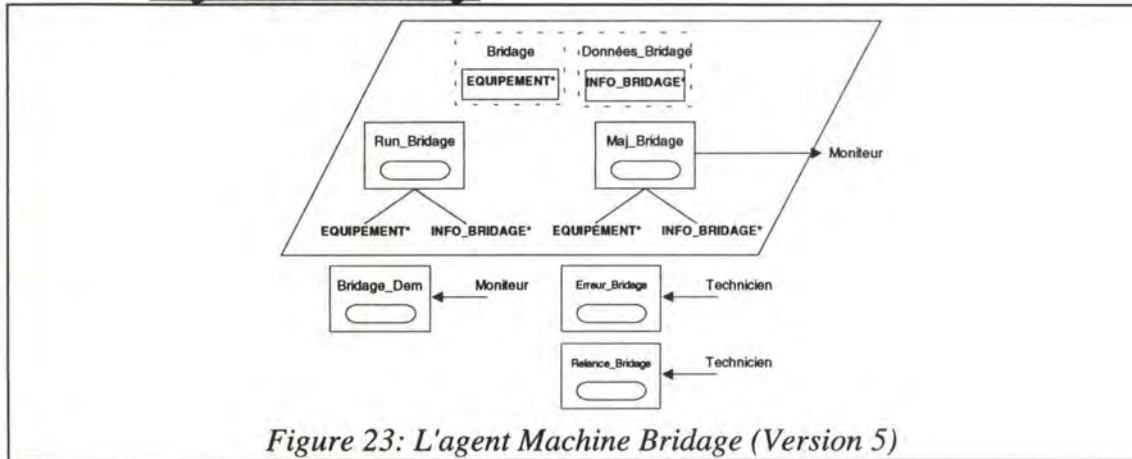 Bridage Données_Bridage
EQUIPEMENT* INFO_BRIDAGE*
Run_Bridage Maj_Bridage
Moniteur
EQUIPEMENT* INFO_BRIDAGE* EQUIPEMENT* INFO_BRIDAGE*
Bridage_Dem Moniteur Erreur_Bridage Technicien
Relance_Bridage Technicien
Figure 23: L'agent Machine Bridage (Version 5)